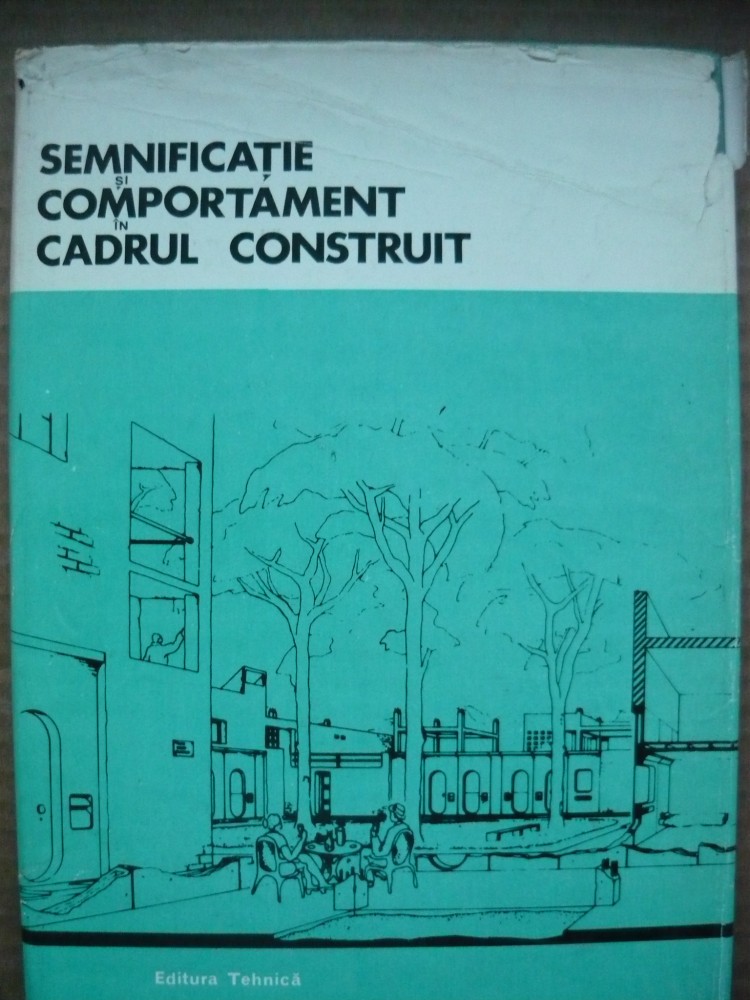 SEMNIFICAȚIE
ȘI
COMPORTAMENT
ÎN
CADRUL CONSTRUIT
Editura Tehnică